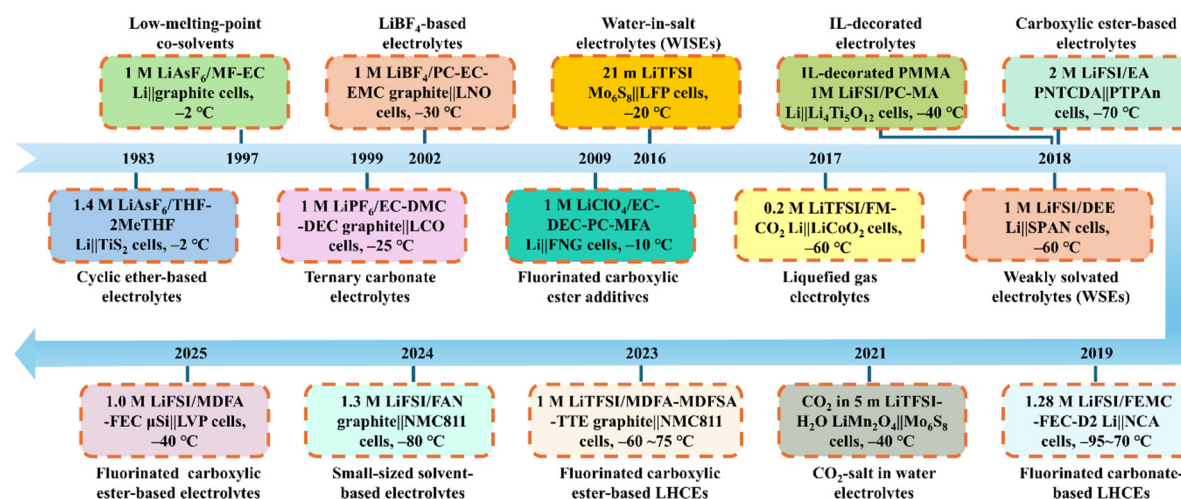 Low-melting-point
co-solvents
LiBF₄-based
electrolytes
Water-in-salt
electrolytes (WISEs)
IL-decorated
electrolytes
Carboxylic ester-based
electrolytes
1 M LiAsF₆/MF-EC
Li||graphite cells,
–2 ℃
1 M LiBF₄/PC-EC-
EMC graphite||LNO
cells, –30 ℃
21 m LiTFSI
Mo₆S₈||LFP cells,
–20 ℃
IL-decorated PMMA
1M LiFSI/PC-MA
Li||Li₄Ti₅O₁₂ cells, –40 ℃
2 M LiFSI/EA
PNTCDA||PTPAn
cells, –70 ℃
1983 1997 1999 2002 2009 2016 2017 2018
1.4 M LiAsF₆/THF-
2MeTHF
Li||TiS₂ cells, –2 ℃
1 M LiPF₆/EC-DMC
-DEC graphite||LCO
cells, –25 ℃
1 M LiClO₄/EC-
DEC-PC-MFA
Li||FNG cells, –10 ℃
0.2 M LiTFSI/FM-
CO₂ Li||LiCoO₂ cells,
–60 ℃
1 M LiFSI/DEE
Li||SPAN cells,
–60 ℃
Cyclic ether-based
electrolytes
Ternary carbonate
electrolytes
Fluorinated carboxylic
ester additives
Liquefied gas
electrolytes
Weakly solvated
electrolytes (WSEs)
2025 2024 2023 2021 2019
1.0 M LiFSI/MDFA
-FEC μSi||LVP cells,
–40 ℃
1.3 M LiFSI/FAN
graphite||NMC811
cells, –80 ℃
1 M LiTFSI/MDFA-MDFSA
-TTE graphite||NMC811
cells, –60 ~75 ℃
CO₂ in 5 m LiTFSI-
H₂O LiMn₂O₄||Mo₆S₈
cells, –40 ℃
1.28 M LiFSI/FEMC
-FEC-D2 Li||NCA
cells, –95~70 ℃
Fluorinated carboxylic
ester-based electrolytes
Small-sized solvent-
based electrolytes
Fluorinated carboxylic
ester-based LHCEs
CO₂-salt in water
electrolytes
Fluorinated carbonate-
based LHCEs